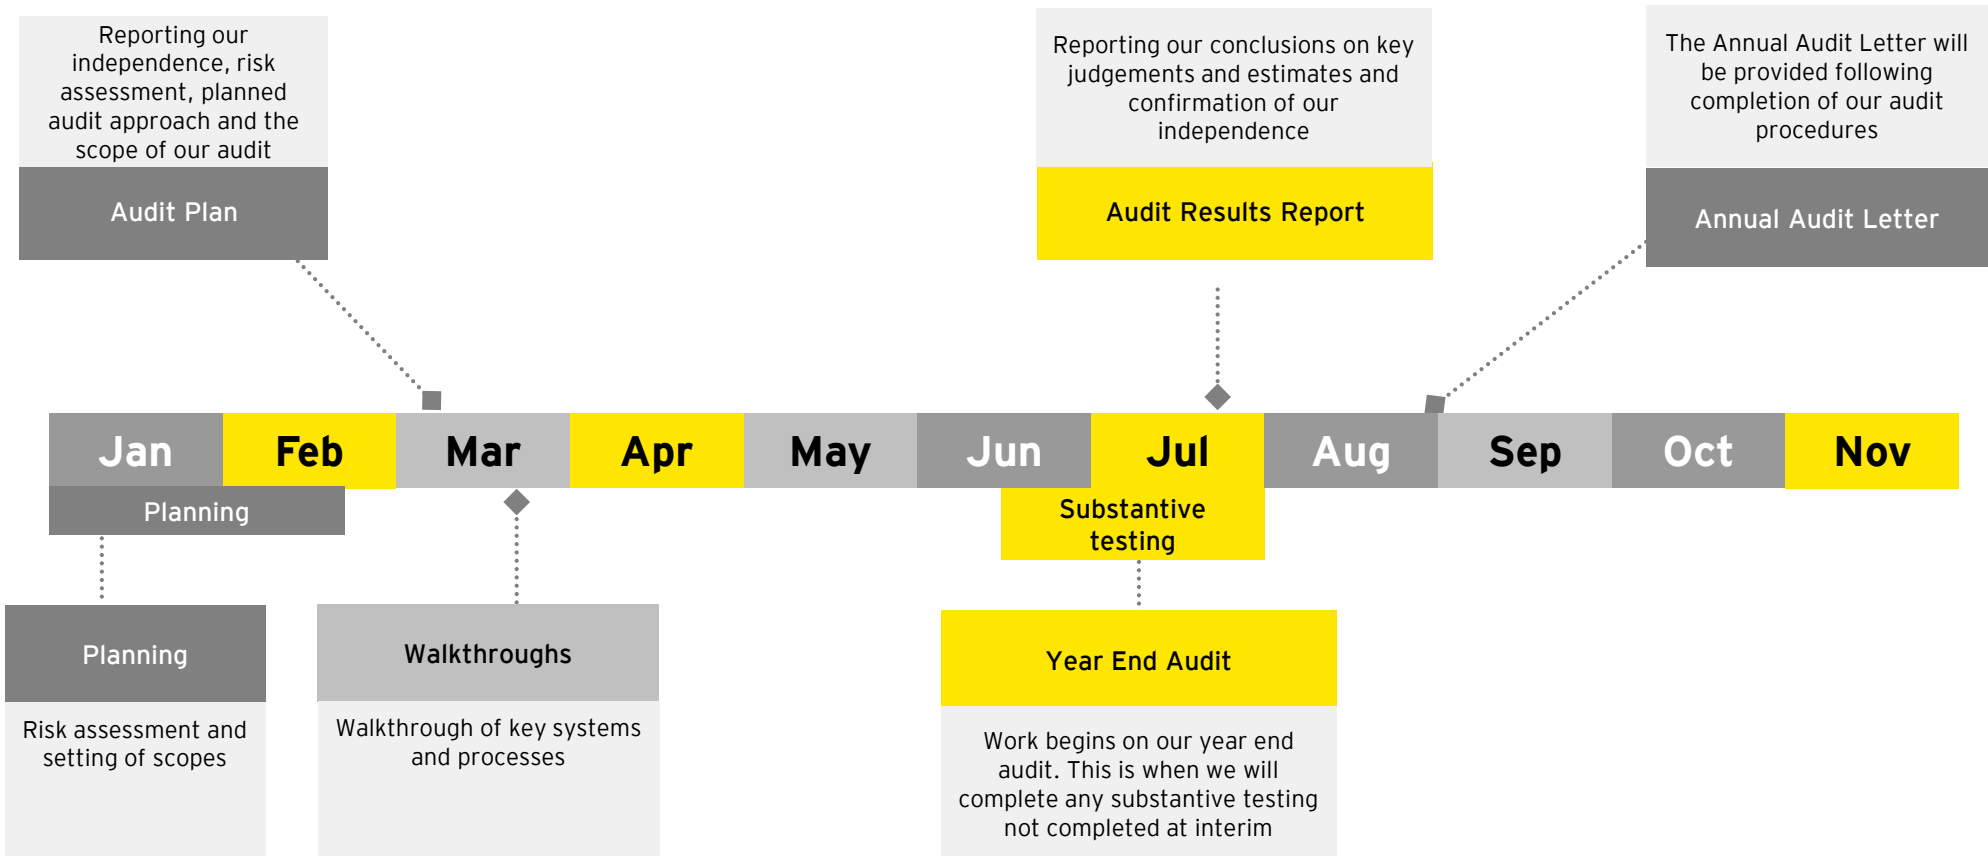 Reporting our
independence, risk
assessment, planned
audit approach and the
scope of our audit
Audit Plan
Reporting our conclusions on key
judgements and estimates and
confirmation of our
independence
Audit Results Report
The Annual Audit Letter will
be provided following
completion of our audit
procedures
Annual Audit Letter
Jan Feb Mar Apr May Jun Jul Aug Sep Oct Nov
Planning
Substantive
testing
Planning
Risk assessment and
setting of scopes
Walkthroughs
Walkthrough of key systems
and processes
Year End Audit
Work begins on our year end
audit. This is when we will
complete any substantive testing
not completed at interim